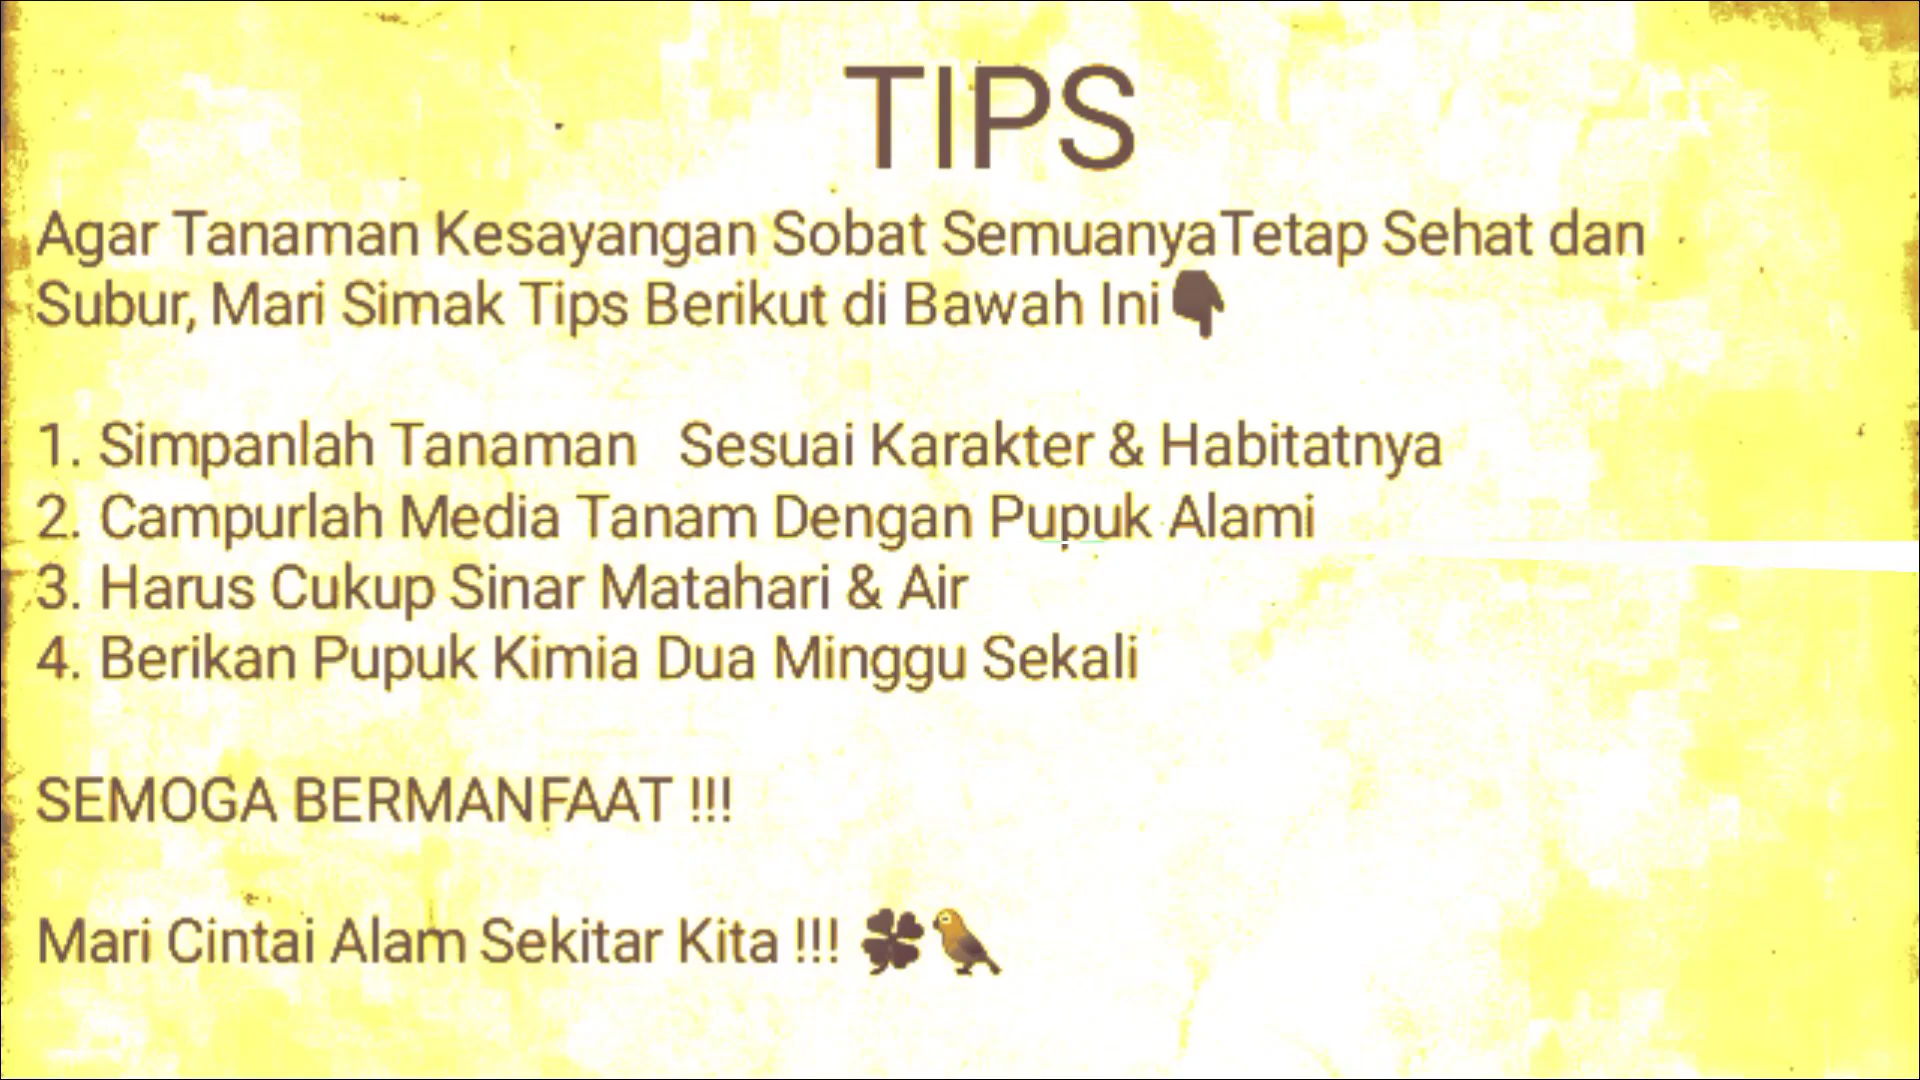 TIPS
Agar Tanaman Kesayangan Sobat SemuanyaTetap Sehat dan
Subur, Mari Simak Tips Berikut di Bawah Ini👇
1. Simpanlah Tanaman   Sesuai Karakter & Habitatnya
2. Campurlah Media Tanam Dengan Pupuk Alami
3. Harus Cukup Sinar Matahari & Air
4. Berikan Pupuk Kimia Dua Minggu Sekali
SEMOGA BERMANFAAT !!!
Mari Cintai Alam Sekitar Kita !!! 🍀🐤